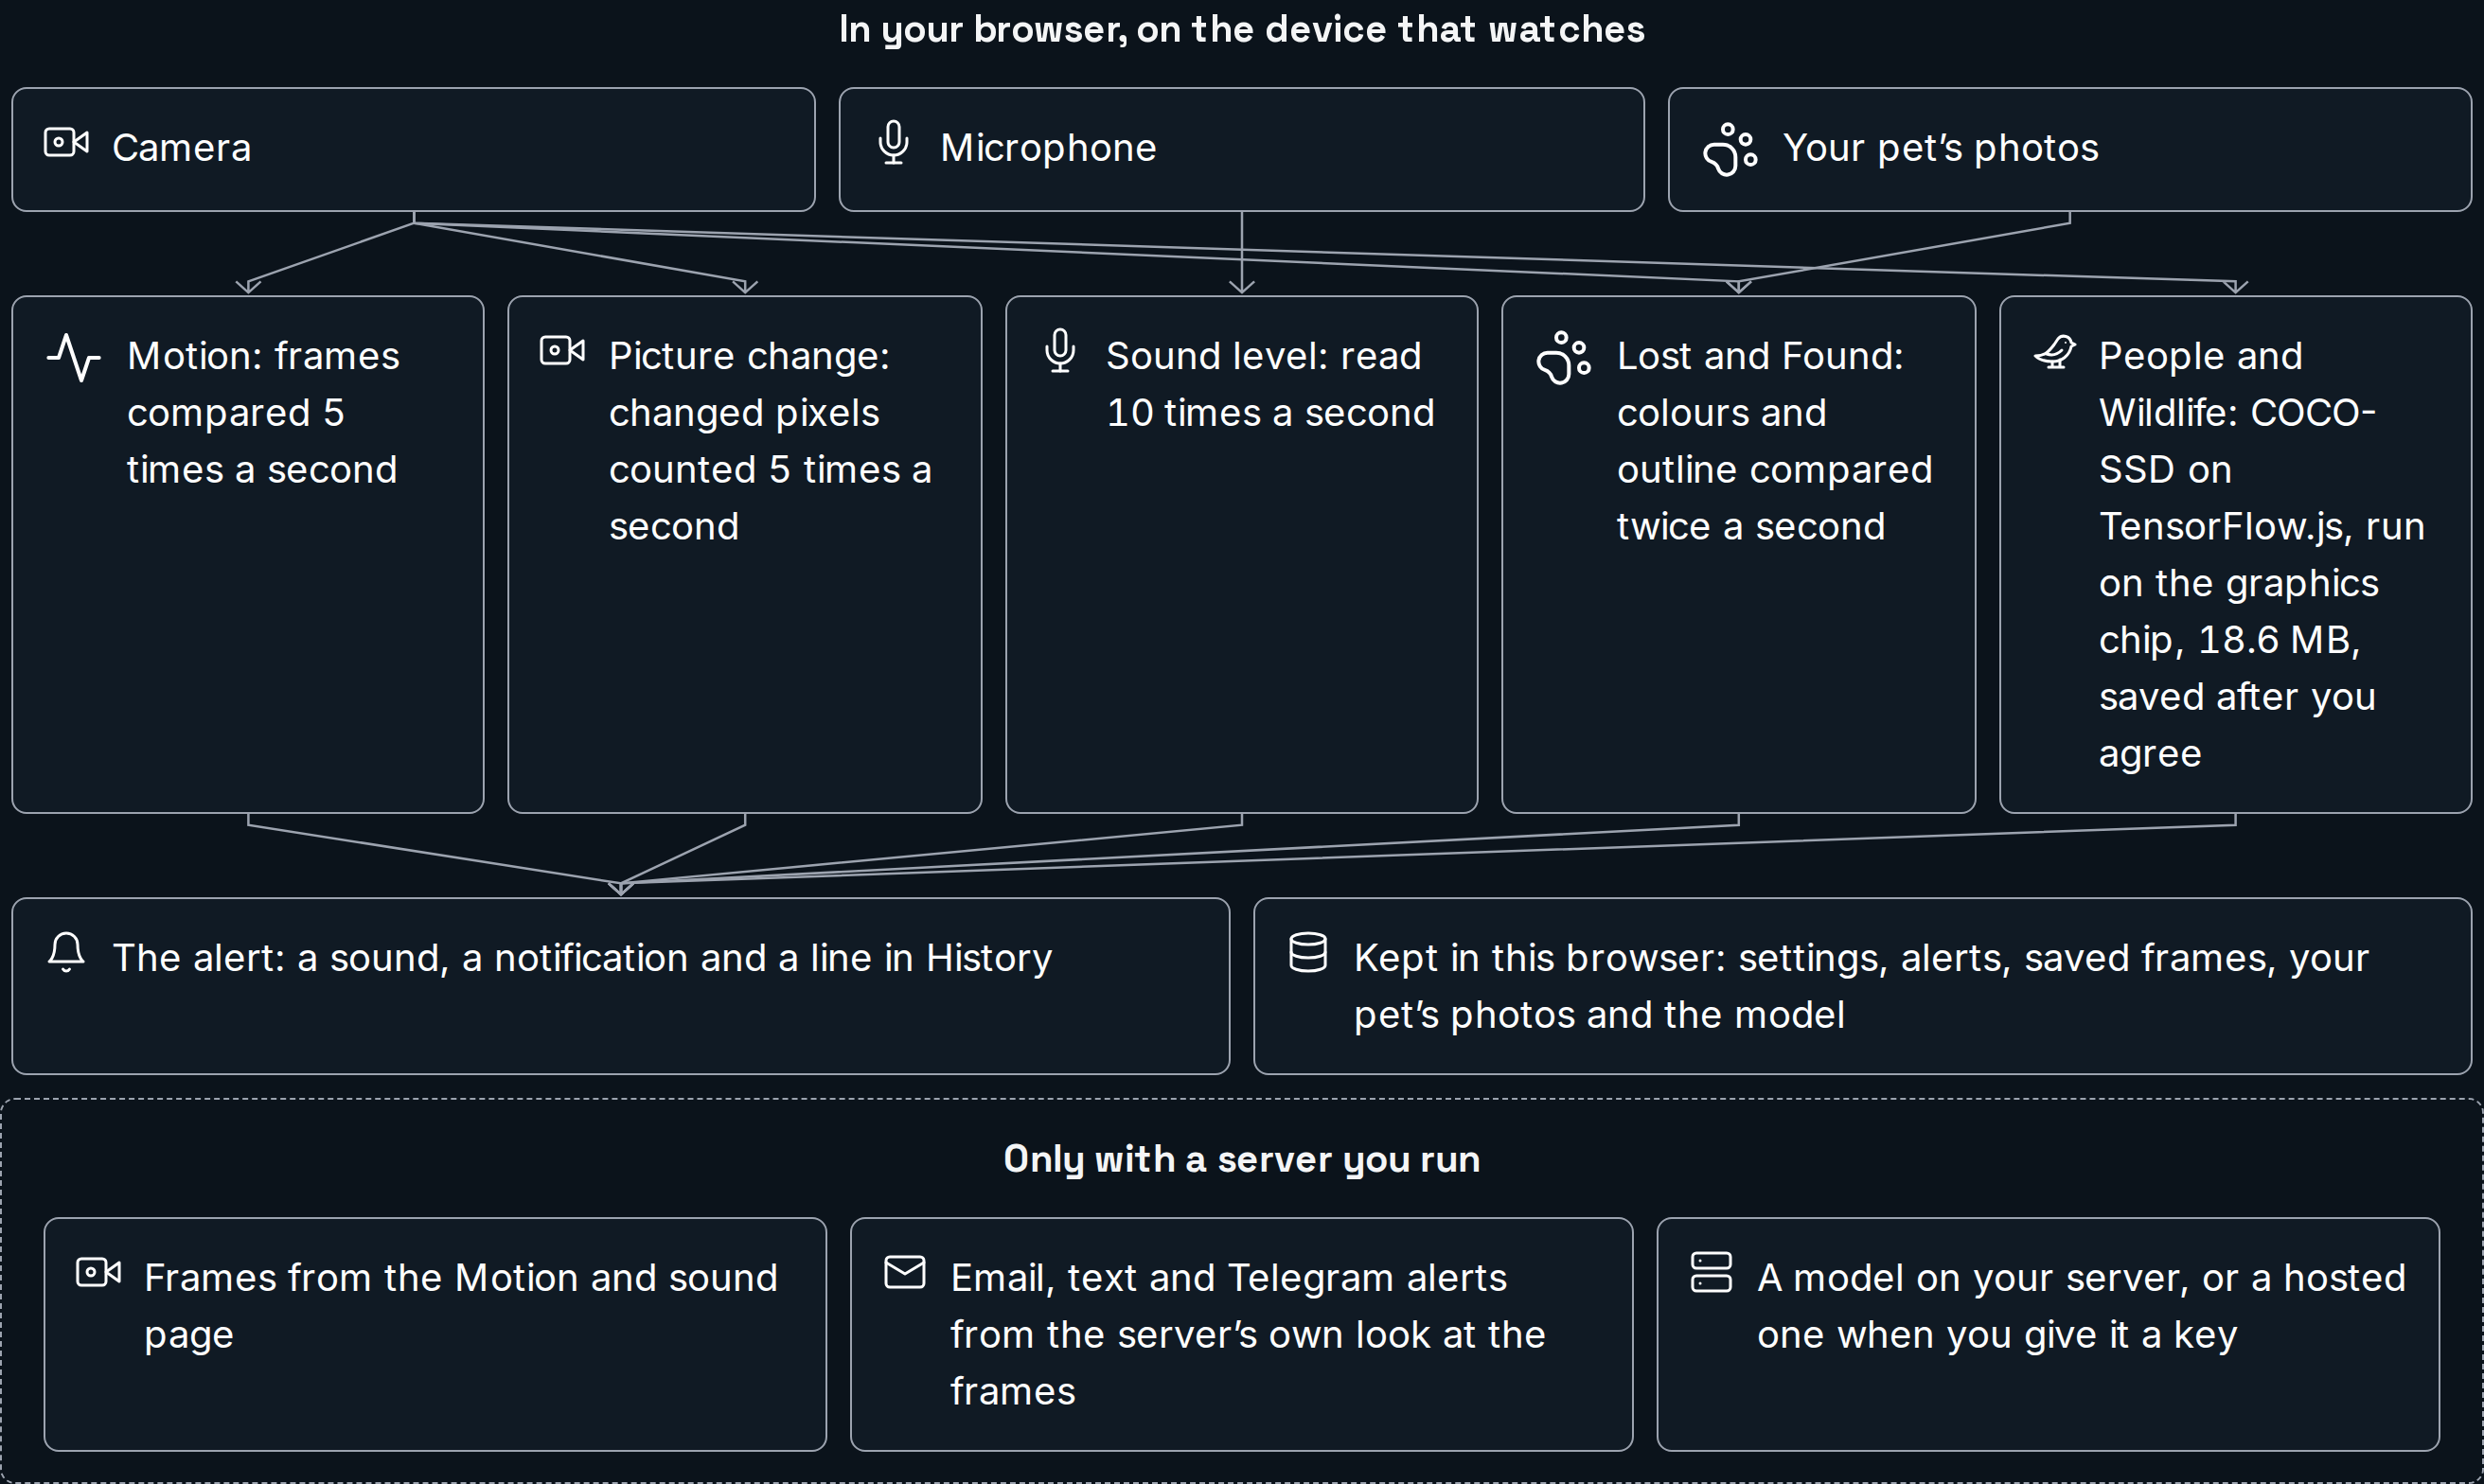 In your browser, on the device that watches
Camera
Microphone
Your pet’s photos
Motion: frames
compared 5
times a second
Picture change:
changed pixels
counted 5 times a
second
Sound level: read
10 times a second
Lost and Found:
colours and
outline compared
twice a second
People and
Wildlife: COCO-
SSD on
TensorFlow.js, run
on the graphics
chip, 18.6 MB,
saved after you
agree
The alert: a sound, a notification and a line in History
Kept in this browser: settings, alerts, saved frames, your
pet’s photos and the model
Only with a server you run
Frames from the Motion and sound
page
Email, text and Telegram alerts
from the server’s own look at the
frames
A model on your server, or a hosted
one when you give it a key